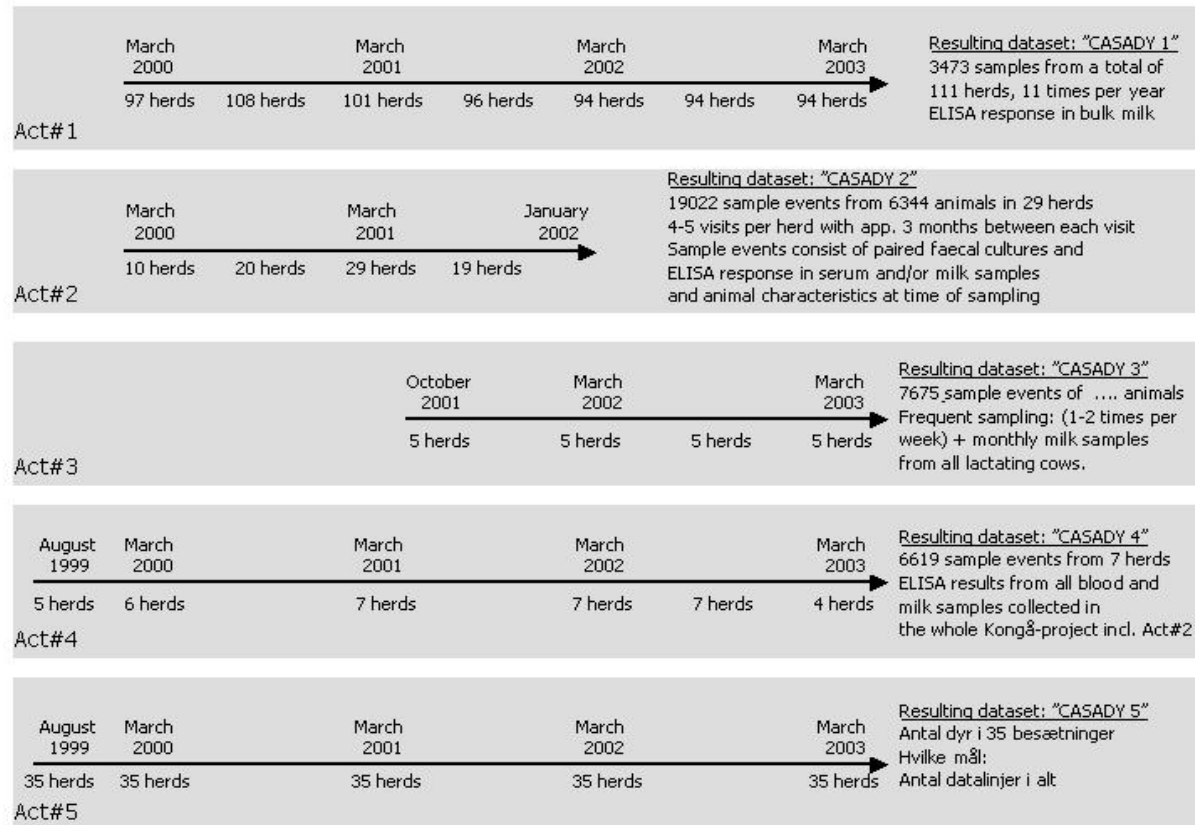 March March March March
2000 2001 2002 2003
97 herds 108 herds 101 herds 96 herds 94 herds 94 herds 94 herds
Act#1
Resulting dataset: "CASADY 1"
3473 samples from a total of
111 herds, 11 times per year
ELISA response in bulk milk
March March January
2000 2001 2002
10 herds 20 herds 29 herds 19 herds
Act#2
Resulting dataset: "CASADY 2"
19022 sample events from 6344 animals in 29 herds
4-5 visits per herd with app. 3 months between each visit
Sample events consist of paired faecal cultures and
ELISA response in serum and/or milk samples
and animal characteristics at time of sampling
October March March
2001 2002 2003
5 herds 5 herds 5 herds 5 herds
Act#3
Resulting dataset: "CASADY 3"
7675 sample events of .... animals
Frequent sampling: (1-2 times per
week) + monthly milk samples
from all lactating cows.
August March March March March
1999 2000 2001 2002 2003
5 herds 6 herds 7 herds 7 herds 7 herds 4 herds
Act#4
Resulting dataset: "CASADY 4"
6619 sample events from 7 herds
ELISA results from all blood and
milk samples collected in
the whole Kongå-project incl. Act#2
August March March March March
1999 2000 2001 2002 2003
35 herds 35 herds 35 herds 35 herds 35 herds
Act#5
Resulting dataset: "CASADY 5"
Antal dyr i 35 besætninger
Hvilke mål:
Antal datalinjer i alt